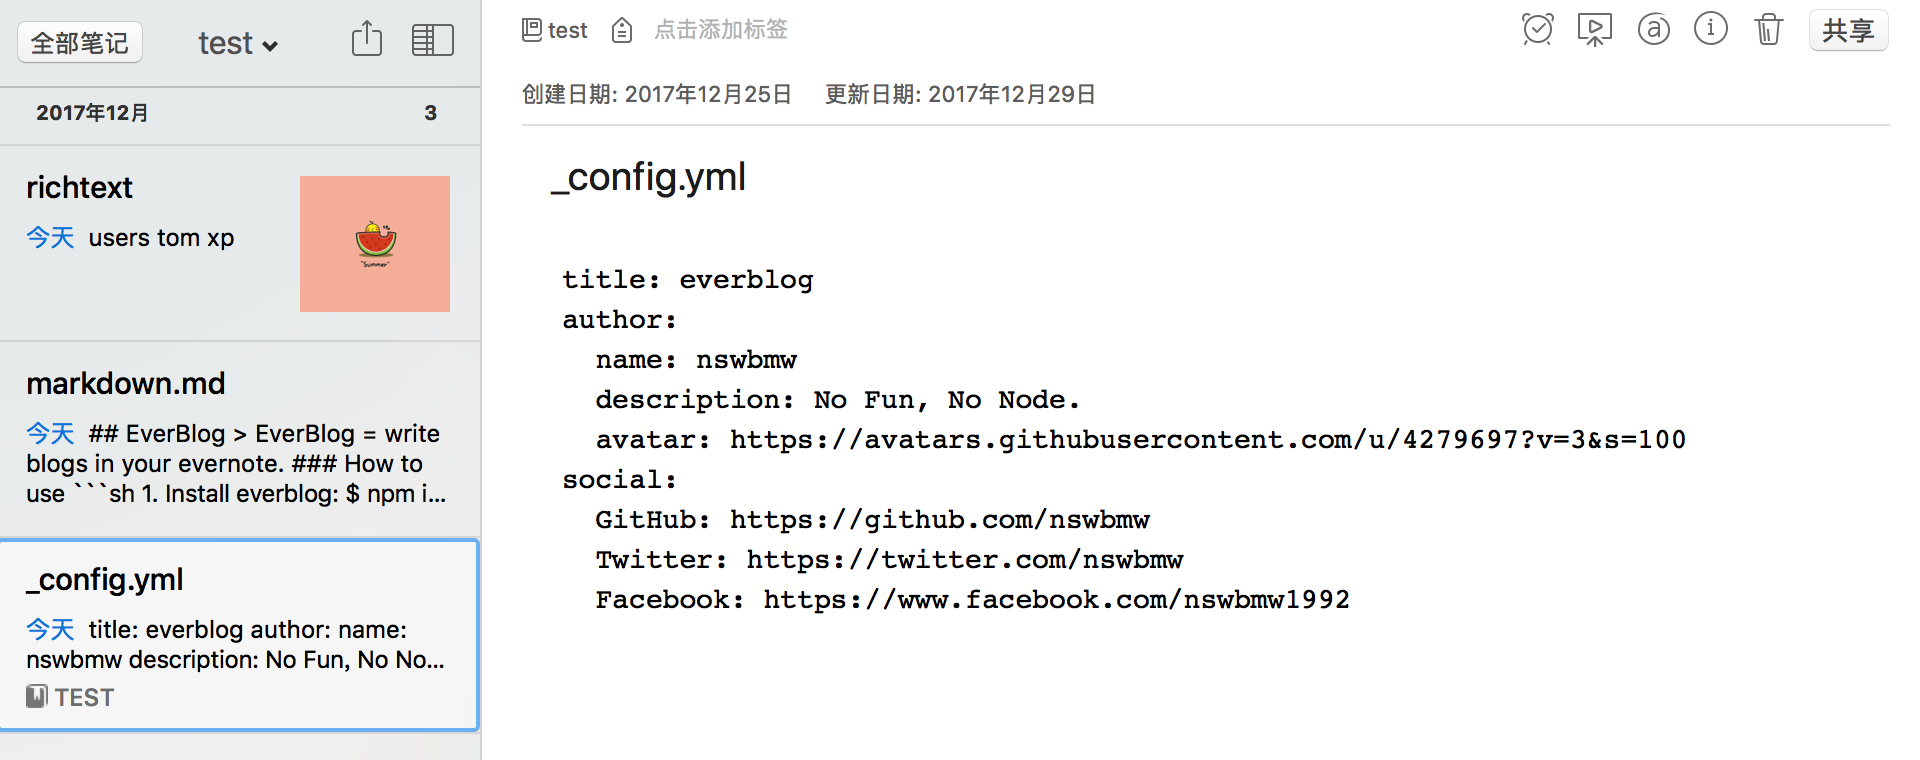 全部笔记
test
2017年12月
3
richtext
今天 users tom xp
"Summer"
markdown.md
今天 ## EverBlog > EverBlog = write
blogs in your evernote. ### How to
use ```sh 1. Install everblog: $ npm i...
_config.yml
今天 title: everblog author: name:
nswbmw description: No Fun, No No...
TEST
test
点击添加标签
共享
创建日期: 2017年12月25日
更新日期: 2017年12月29日
_config.yml
title: everblog
author:
  name: nswbmw
  description: No Fun, No Node.
  avatar: https://avatars.githubusercontent.com/u/4279697?v=3&s=100
social:
  GitHub: https://github.com/nswbmw
  Twitter: https://twitter.com/nswbmw
  Facebook: https://www.facebook.com/nswbmw1992